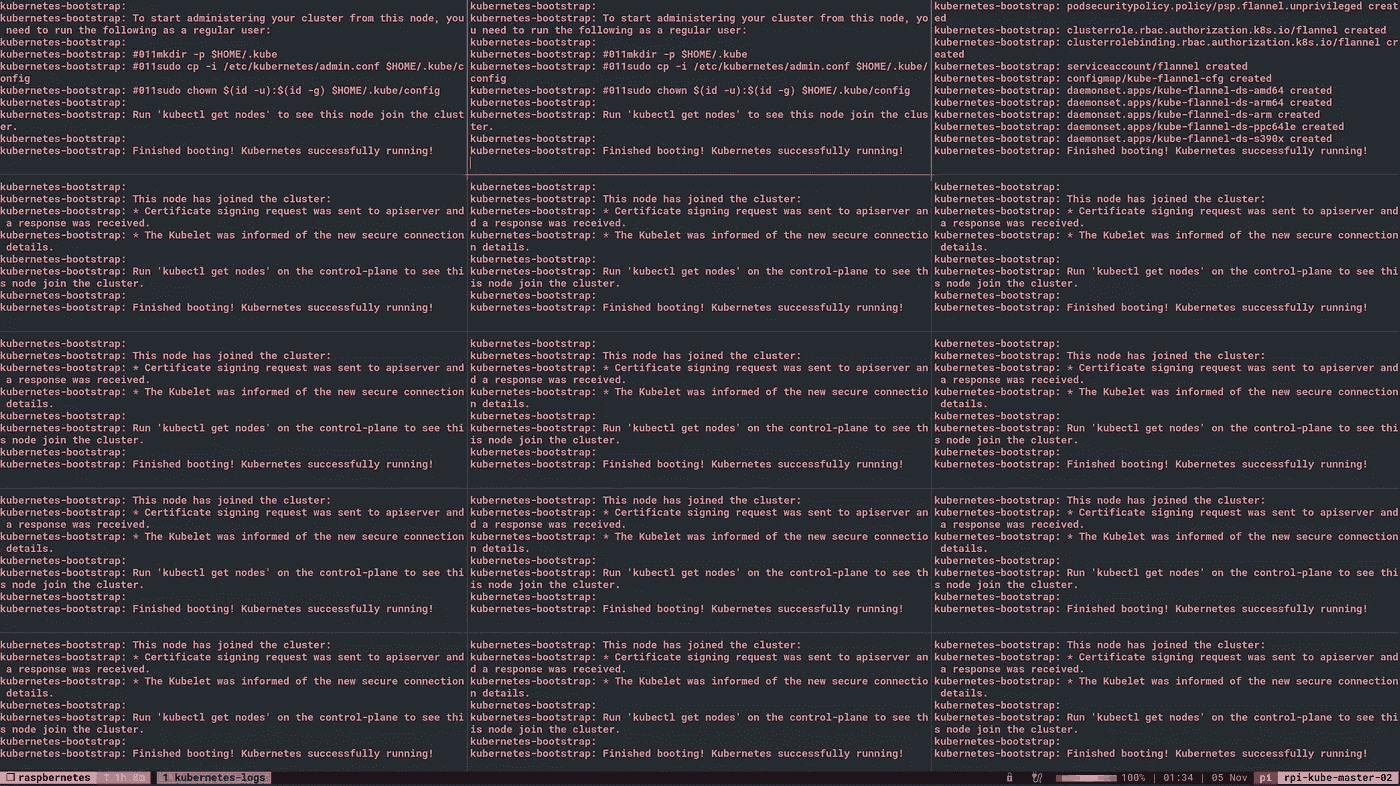 kubernetes-bootstrap:
kubernetes-bootstrap: To start administering your cluster from this node, you
 need to run the following as a regular user:
kubernetes-bootstrap:
kubernetes-bootstrap: #011mkdir -p $HOME/.kube
kubernetes-bootstrap: #011sudo cp -i /etc/kubernetes/admin.conf $HOME/.kube/c
onfig
kubernetes-bootstrap: #011sudo chown $(id -u):$(id -g) $HOME/.kube/config
kubernetes-bootstrap:
kubernetes-bootstrap: Run 'kubectl get nodes' to see this node join the clust
er.
kubernetes-bootstrap:
kubernetes-bootstrap: Finished booting! Kubernetes successfully running!
kubernetes-bootstrap:
kubernetes-bootstrap: To start administering your cluster from this node, yo
u need to run the following as a regular user:
kubernetes-bootstrap:
kubernetes-bootstrap: #011mkdir -p $HOME/.kube
kubernetes-bootstrap: #011sudo cp -i /etc/kubernetes/admin.conf $HOME/.kube/
config
kubernetes-bootstrap: #011sudo chown $(id -u):$(id -g) $HOME/.kube/config
kubernetes-bootstrap:
kubernetes-bootstrap: Run 'kubectl get nodes' to see this node join the clus
ter.
kubernetes-bootstrap:
kubernetes-bootstrap: Finished booting! Kubernetes successfully running!
kubernetes-bootstrap: podsecuritypolicy.policy/psp.flannel.unprivileged creat
ed
kubernetes-bootstrap: clusterrole.rbac.authorization.k8s.io/flannel created
kubernetes-bootstrap: clusterrolebinding.rbac.authorization.k8s.io/flannel cr
eated
kubernetes-bootstrap: serviceaccount/flannel created
kubernetes-bootstrap: configmap/kube-flannel-cfg created
kubernetes-bootstrap: daemonset.apps/kube-flannel-ds-amd64 created
kubernetes-bootstrap: daemonset.apps/kube-flannel-ds-arm64 created
kubernetes-bootstrap: daemonset.apps/kube-flannel-ds-arm created
kubernetes-bootstrap: daemonset.apps/kube-flannel-ds-ppc64le created
kubernetes-bootstrap: daemonset.apps/kube-flannel-ds-s390x created
kubernetes-bootstrap: Finished booting! Kubernetes successfully running!
kubernetes-bootstrap:
kubernetes-bootstrap: This node has joined the cluster:
kubernetes-bootstrap: * Certificate signing request was sent to apiserver and
 a response was received.
kubernetes-bootstrap: * The Kubelet was informed of the new secure connection
 details.
kubernetes-bootstrap:
kubernetes-bootstrap: Run 'kubectl get nodes' on the control-plane to see thi
s node join the cluster.
kubernetes-bootstrap:
kubernetes-bootstrap: Finished booting! Kubernetes successfully running!
kubernetes-bootstrap:
kubernetes-bootstrap: This node has joined the cluster:
kubernetes-bootstrap: * Certificate signing request was sent to apiserver an
d a response was received.
kubernetes-bootstrap: * The Kubelet was informed of the new secure connectio
n details.
kubernetes-bootstrap:
kubernetes-bootstrap: Run 'kubectl get nodes' on the control-plane to see th
is node join the cluster.
kubernetes-bootstrap:
kubernetes-bootstrap: Finished booting! Kubernetes successfully running!
kubernetes-bootstrap:
kubernetes-bootstrap: This node has joined the cluster:
kubernetes-bootstrap: * Certificate signing request was sent to apiserver and
 a response was received.
kubernetes-bootstrap: * The Kubelet was informed of the new secure connection
 details.
kubernetes-bootstrap:
kubernetes-bootstrap: Run 'kubectl get nodes' on the control-plane to see thi
s node join the cluster.
kubernetes-bootstrap:
kubernetes-bootstrap: Finished booting! Kubernetes successfully running!
kubernetes-bootstrap:
kubernetes-bootstrap: This node has joined the cluster:
kubernetes-bootstrap: * Certificate signing request was sent to apiserver and
 a response was received.
kubernetes-bootstrap: * The Kubelet was informed of the new secure connection
 details.
kubernetes-bootstrap:
kubernetes-bootstrap: Run 'kubectl get nodes' on the control-plane to see thi
s node join the cluster.
kubernetes-bootstrap:
kubernetes-bootstrap: Finished booting! Kubernetes successfully running!
kubernetes-bootstrap:
kubernetes-bootstrap: This node has joined the cluster:
kubernetes-bootstrap: * Certificate signing request was sent to apiserver an
d a response was received.
kubernetes-bootstrap: * The Kubelet was informed of the new secure connectio
n details.
kubernetes-bootstrap:
kubernetes-bootstrap: Run 'kubectl get nodes' on the control-plane to see th
is node join the cluster.
kubernetes-bootstrap:
kubernetes-bootstrap: Finished booting! Kubernetes successfully running!
kubernetes-bootstrap:
kubernetes-bootstrap: This node has joined the cluster:
kubernetes-bootstrap: * Certificate signing request was sent to apiserver and
 a response was received.
kubernetes-bootstrap: * The Kubelet was informed of the new secure connection
 details.
kubernetes-bootstrap:
kubernetes-bootstrap: Run 'kubectl get nodes' on the control-plane to see thi
s node join the cluster.
kubernetes-bootstrap:
kubernetes-bootstrap: Finished booting! Kubernetes successfully running!
kubernetes-bootstrap: This node has joined the cluster:
kubernetes-bootstrap: * Certificate signing request was sent to apiserver and
 a response was received.
kubernetes-bootstrap: * The Kubelet was informed of the new secure connection
 details.
kubernetes-bootstrap:
kubernetes-bootstrap: Run 'kubectl get nodes' on the control-plane to see thi
s node join the cluster.
kubernetes-bootstrap:
kubernetes-bootstrap: Finished booting! Kubernetes successfully running!
kubernetes-bootstrap: This node has joined the cluster:
kubernetes-bootstrap: * Certificate signing request was sent to apiserver an
d a response was received.
kubernetes-bootstrap: * The Kubelet was informed of the new secure connectio
n details.
kubernetes-bootstrap:
kubernetes-bootstrap: Run 'kubectl get nodes' on the control-plane to see th
is node join the cluster.
kubernetes-bootstrap:
kubernetes-bootstrap: Finished booting! Kubernetes successfully running!
kubernetes-bootstrap: This node has joined the cluster:
kubernetes-bootstrap: * Certificate signing request was sent to apiserver and
 a response was received.
kubernetes-bootstrap: * The Kubelet was informed of the new secure connection
 details.
kubernetes-bootstrap:
kubernetes-bootstrap: Run 'kubectl get nodes' on the control-plane to see thi
s node join the cluster.
kubernetes-bootstrap:
kubernetes-bootstrap: Finished booting! Kubernetes successfully running!
kubernetes-bootstrap: This node has joined the cluster:
kubernetes-bootstrap: * Certificate signing request was sent to apiserver and
 a response was received.
kubernetes-bootstrap: * The Kubelet was informed of the new secure connection
 details.
kubernetes-bootstrap:
kubernetes-bootstrap: Run 'kubectl get nodes' on the control-plane to see thi
s node join the cluster.
kubernetes-bootstrap:
kubernetes-bootstrap: Finished booting! Kubernetes successfully running!
kubernetes-bootstrap: This node has joined the cluster:
kubernetes-bootstrap: * Certificate signing request was sent to apiserver an
d a response was received.
kubernetes-bootstrap: * The Kubelet was informed of the new secure connectio
n details.
kubernetes-bootstrap:
kubernetes-bootstrap: Run 'kubectl get nodes' on the control-plane to see th
is node join the cluster.
kubernetes-bootstrap:
kubernetes-bootstrap: Finished booting! Kubernetes successfully running!
kubernetes-bootstrap: This node has joined the cluster:
kubernetes-bootstrap: * Certificate signing request was sent to apiserver and
 a response was received.
kubernetes-bootstrap: * The Kubelet was informed of the new secure connection
 details.
kubernetes-bootstrap:
kubernetes-bootstrap: Run 'kubectl get nodes' on the control-plane to see thi
s node join the cluster.
kubernetes-bootstrap:
kubernetes-bootstrap: Finished booting! Kubernetes successfully running!
❐ raspbernetes ↑ 1h 8m 1 kubernetes-logs 100% | 01:34 | 05 Nov pi rpi-kube-master-02